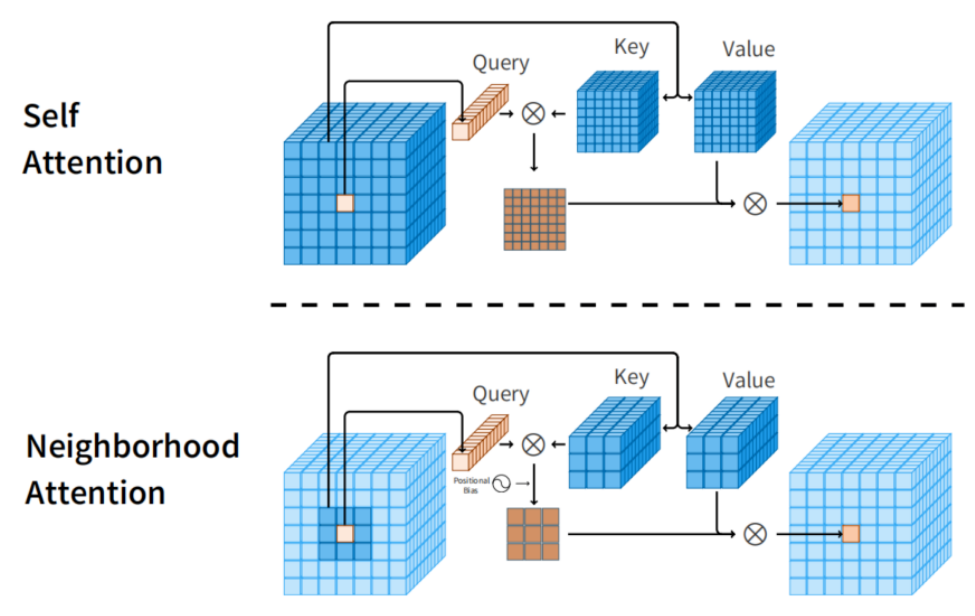 Self
Attention
Query
Key
Value
Neighborhood
Attention
Query
Key
Value
Positional
Bias